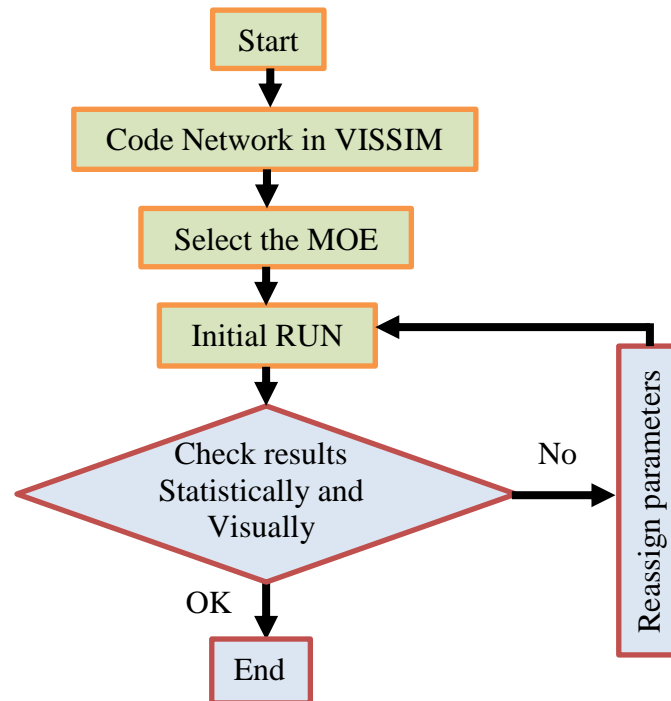 Start
Code Network in VISSIM
Select the MOE
Initial RUN
Check results
Statistically and
Visually
No
Reassign parameters
OK
End